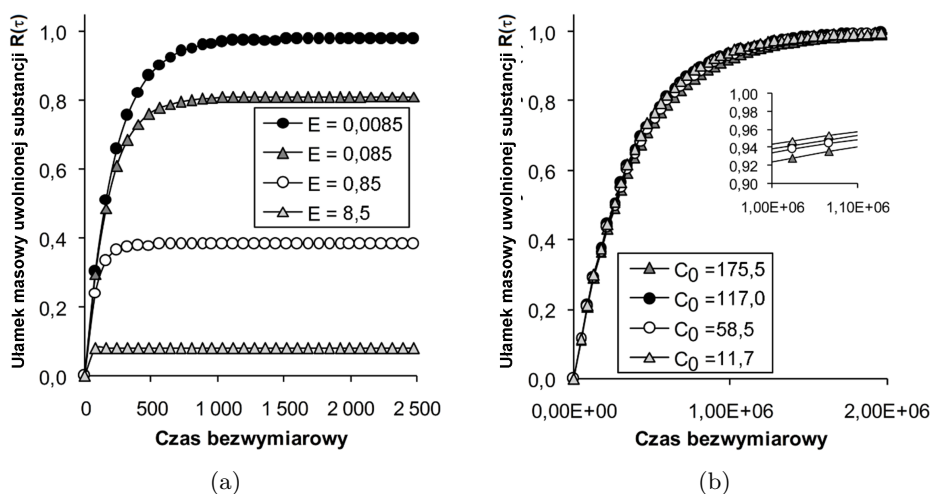 Ułamek masowy uwolnionej substancji R(τ)
1,0
0,8
0,6
0,4
0,2
0,0
E = 0,0085
E = 0,085
E = 0,85
E = 8,5
0 500 1 000 1 500 2 000 2 500
Czas bezwymiarowy
(a)
Ułamek masowy uwolnionej substancji R(τ)
1,0
0,8
0,6
0,4
0,2
0,0
1,00
0,98
0,96
0,94
0,92
0,90
1,00E+06 1,10E+06
C0 =175,5
C0 =117,0
C0 =58,5
C0 =11,7
0,00E+00 1,00E+06 2,00E+06
Czas bezwymiarowy
(b)